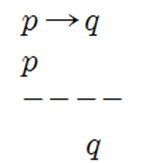 p → q
p
----
q